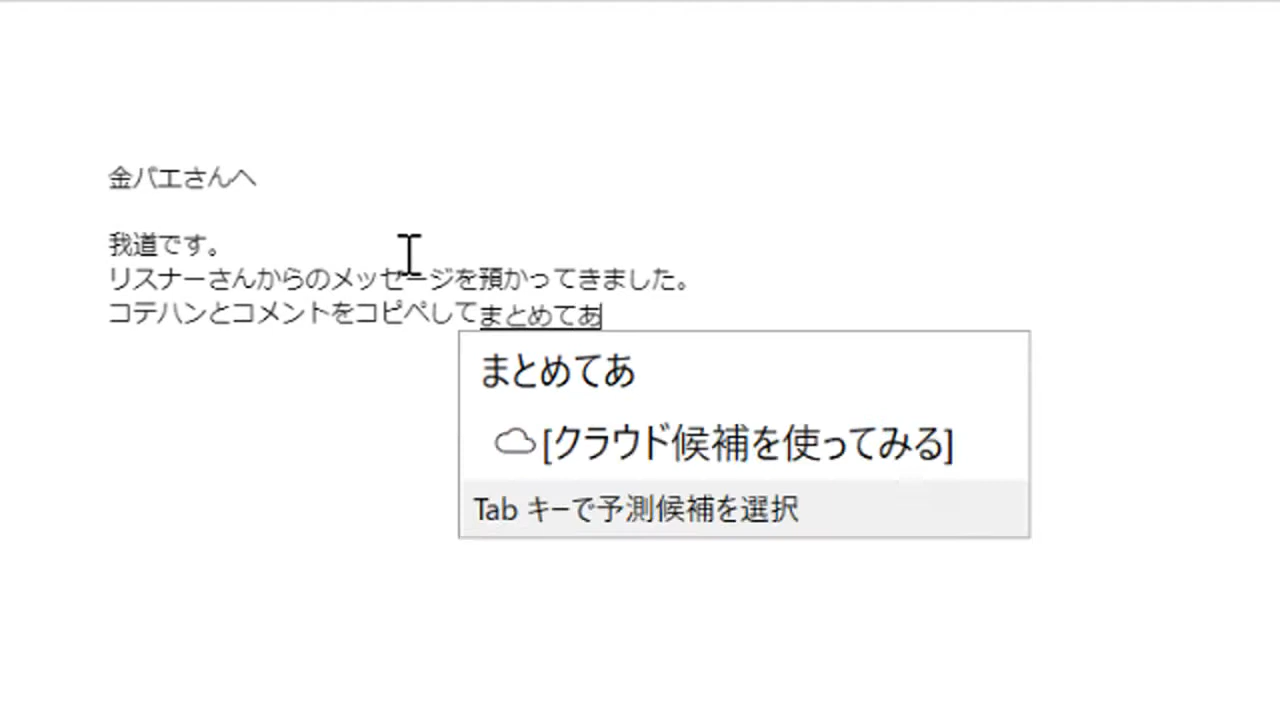 金バエさんへ
我道です。
リスナーさんからのメッセージを預かってきました。
コテハンとコメントをコピペしてまとめてあ
まとめてあ
[クラウド候補を使ってみる]
Tab キーで予測候補を選択